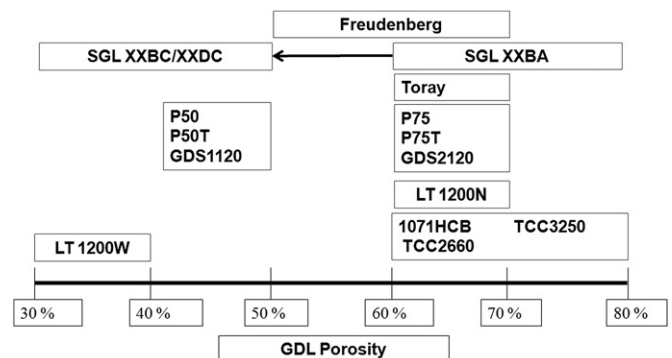 Freudenberg
SGL XXBC/XXDC
SGL XXBA
Toray
P50
P50T
GDS1120
P75
P75T
GDS2120
LT 1200N
1071HCB TCC3250
TCC2660
LT 1200W
30 % 40 % 50 % 60 % 70 % 80 %
GDL Porosity